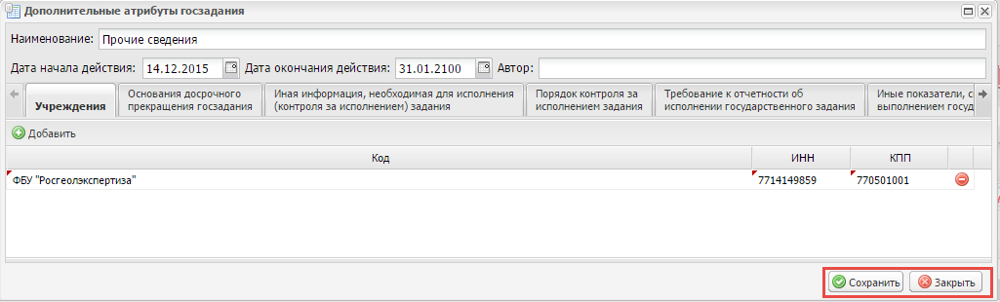 Дополнительные атрибуты госзадания
Наименование: Прочие сведения
Дата начала действия: 14.12.2015 Дата окончания действия: 31.01.2100 Автор:
Учреждения
Основания досрочного
прекращения госзадания
Иная информация, необходимая для исполнения
(контроля за исполнением) задания
Порядок контроля за
исполнением задания
Требование к отчетности об
исполнении государственного задания
Иные показатели, с
выполнением госуд
Добавить
Код ИНН КПП
ФБУ "Росгеолэкспертиза" 7714149859 770501001
Сохранить Закрыть